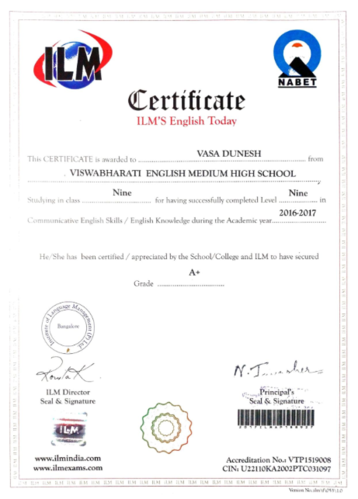 ILM
NABET
Certificate
ILM'S English Today
This CERTIFICATE is awarded to VASA DUNESH from
VISWABHARATI ENGLISH MEDIUM HIGH SCHOOL
Studying in class Nine for having successfully completed Level Nine in
Communicative English Skills / English Knowledge during the Academic year 2016-2017
He/She has been certified / appreciated by the School/College and ILM to have secured
A+
Grade
Institute of Language Management (P) Ltd.
Bangalore
ILM Director
Seal & Signature
Principal's
Seal & Signature
ILM
www.ilmindia.com
www.ilmexams.com
Accreditation No.: VTP1519008
CIN: U22110KA2002PTC031097